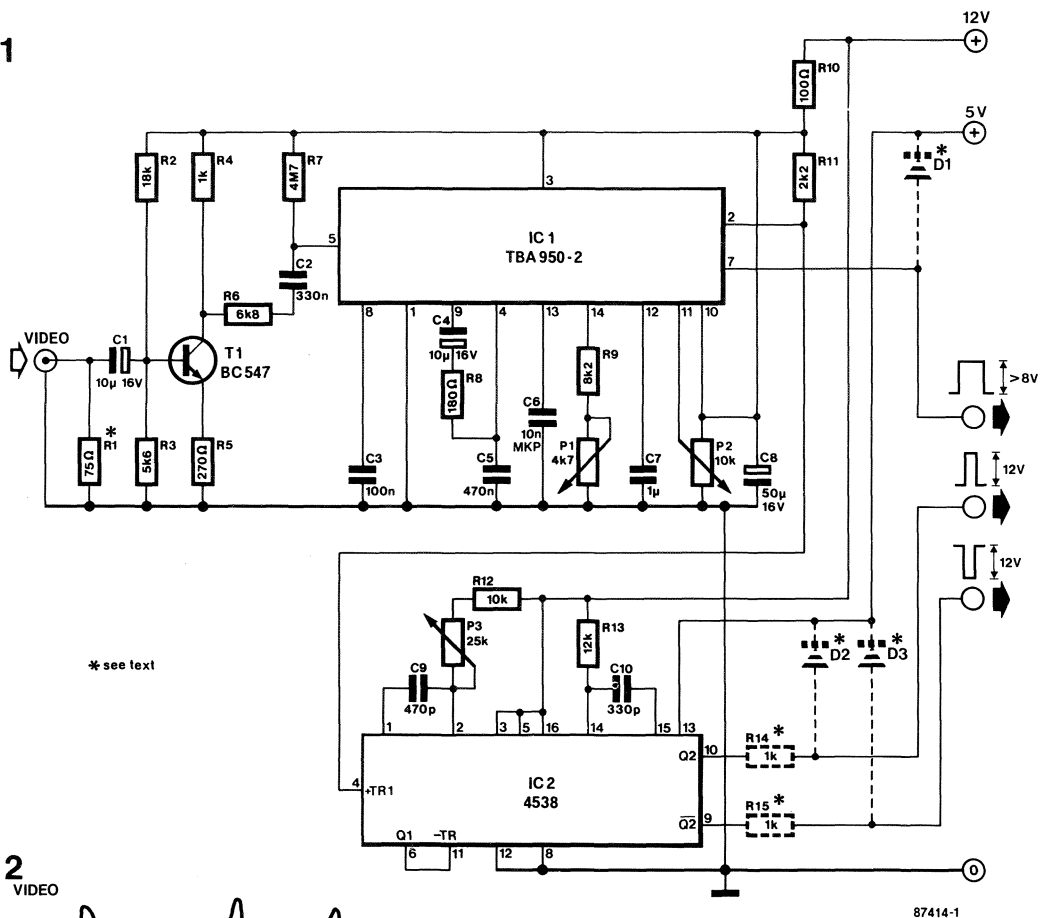 1
12V
+
R10
100Ω
5V
+
R2
18k
R4
1k
R7
4M7
R11
2k2
*
D1
3
IC 1
TBA 950-2
5
2
7
8
1
9
4
13
14
12
11
10
C2
330n
R6
6k8
VIDEO
C1
10µ 16V
T1
BC 547
C4
10µ 16V
R8
180Ω
R9
8k2
C6
10n
MKP
P1
4k7
P2
10k
R1
*
75Ω
R3
5k6
R5
270Ω
C3
100n
C5
470n
C7
1µ
C8
50µ
16V
>8V
12V
12V
R12
10k
P3
25k
R13
12k
C9
470p
C10
330p
* see text
D2
*
D3
*
1
2
3
5
16
14
15
13
IC 2
4538
4
+TR1
Q2
10
R14
*
1k
Q2
9
R15
*
1k
Q1
6
–TR
11
12
8
0
2
VIDEO
87414-1